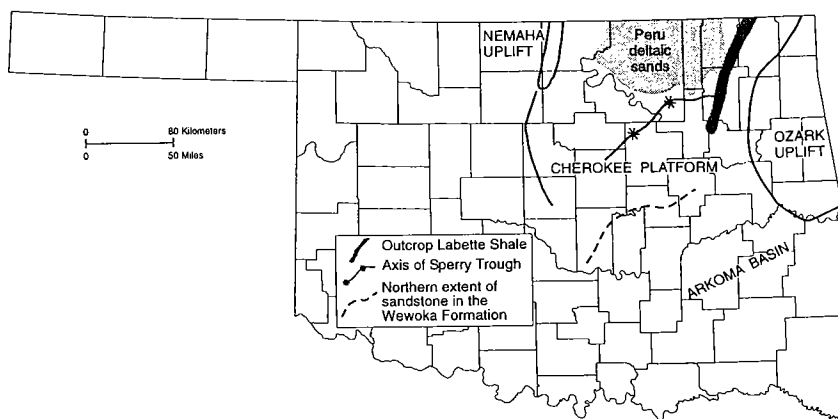 NEMAHA
UPLIFT
Peru
deltaic
sands
0 80 Kilometers
0 50 Miles
OZARK
UPLIFT
CHEROKEE PLATFORM
ARKOMA BASIN
Outcrop Labette Shale
Axis of Sperry Trough
Northern extent of
sandstone in the
Wewoka Formation